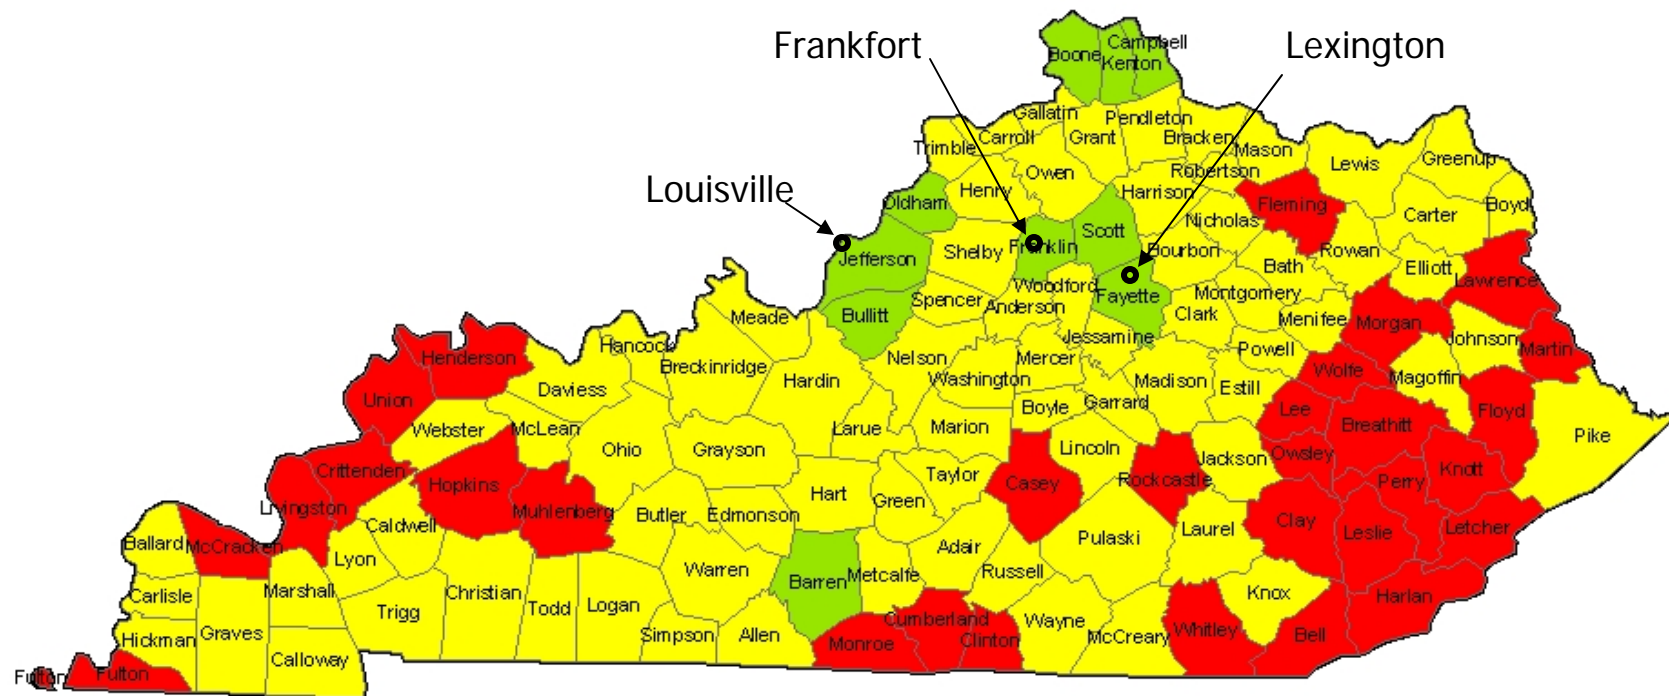 Frankfort
Lexington
Louisville
Boone
Campbell
Kenton
Gallatin
Pendleton
Carroll
Grant
Bracken
Trimble
Mason
Lewis
Greenup
Owen
Robertson
Henry
Harrison
Oldham
Fleming
Boyd
Carter
Nicholas
Scott
Franklin
Shelby
Bourbon
Rowan
Jefferson
Bath
Elliott
Lawrence
Woodford
Fayette
Montgomery
Spencer
Anderson
Bullitt
Clark
Menifee
Morgan
Meade
Jessamine
Johnson
Martin
Powell
Hancock
Henderson
Nelson
Mercer
Breckinridge
Wolfe
Magoffin
Hardin
Washington
Madison
Estill
Daviess
Union
Boyle
Garrard
Lee
Floyd
Breathitt
Webster
McLean
Larue
Marion
Pike
Ohio
Grayson
Lincoln
Owsley
Jackson
Crittenden
Knott
Taylor
Rockcastle
Hopkins
Casey
Perry
Hart
Green
Livingston
Muhlenberg
Butler
Edmonson
Clay
Caldwell
Laurel
Leslie
Letcher
Ballard
McCracken
Adair
Pulaski
Lyon
Warren
Russell
Barren
Metcalfe
Marshall
Christian
Knox
Carlisle
Harlan
Todd
Logan
Trigg
Cumberland
Wayne
Whitley
Hickman
Graves
Simpson
Allen
Monroe
Clinton
McCreary
Bell
Calloway
Fulton
Fulton